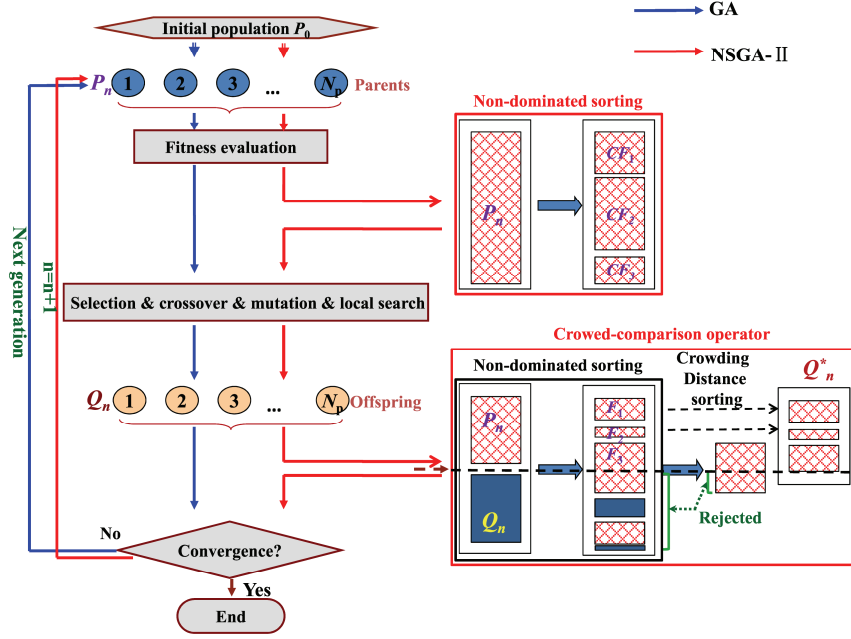 GA
Initial population P0
NSGA-Ⅱ
Pn 1 2 3 ... Np Parents
Non-dominated sorting
Fitness evaluation
CF1
Pn
CF2
CF3
Next generation
n=n+1
Selection & crossover & mutation & local search
Crowed-comparison operator
Non-dominated sorting
Crowding
Distance
sorting
Q*n
Qn 1 2 3 ... Np Offspring
Pn
F1
F2
F3
Qn
Rejected
No
Convergence?
Yes
End